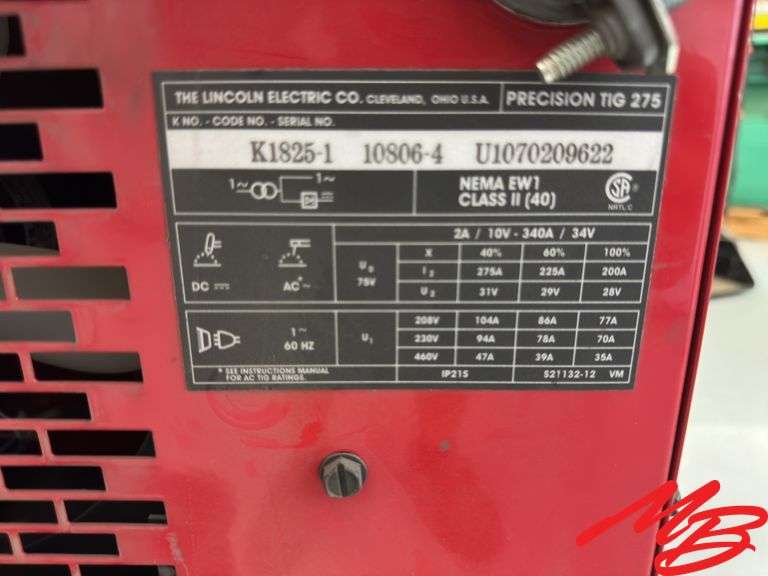 THE LINCOLN ELECTRIC CO. CLEVELAND, OHIO U.S.A. PRECISION TIG 275
K NO. - CODE NO. - SERIAL NO.
K1825-1 10806-4 U1070209622
1~ 1~ NEMA EW1
CLASS II (40)
CSA
NRTL/C
2A / 10V - 340A / 34V
X 40% 60% 100%
U0 75V I2 275A 225A 200A
U2 31V 29V 28V
DC AC*~
208V 104A 86A 77A
1~ 60 HZ U1 230V 94A 78A 70A
460V 47A 39A 35A
* SEE INSTRUCTIONS MANUAL
FOR AC TIG RATINGS.
IP21S S21132-12 VM
MB